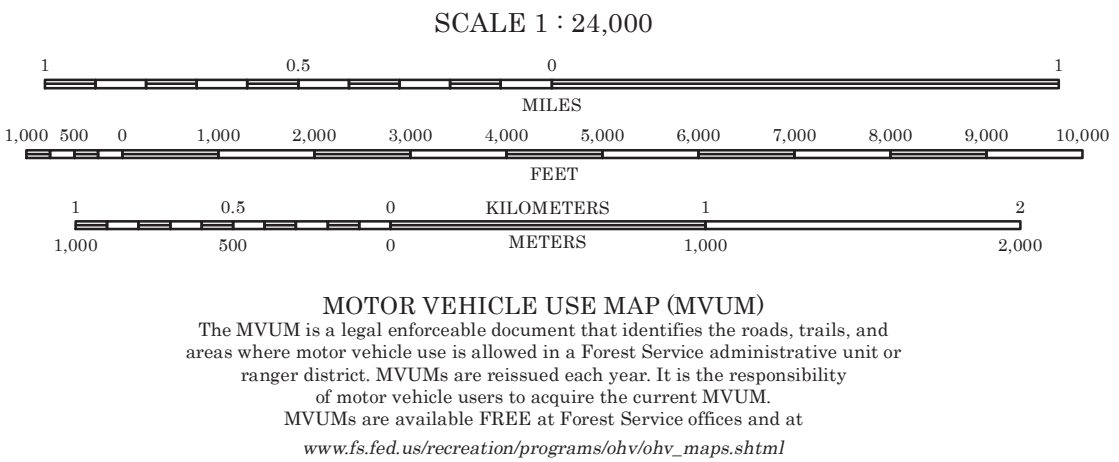 SCALE 1 : 24,000
1 0.5 0 1
MILES
1,000 500 0 1,000 2,000 3,000 4,000 5,000 6,000 7,000 8,000 9,000 10,000
FEET
1 0.5 0 KILOMETERS 1 2
1,000 500 0 METERS 1,000 2,000
MOTOR VEHICLE USE MAP (MVUM)
The MVUM is a legal enforceable document that identifies the roads, trails, and
areas where motor vehicle use is allowed in a Forest Service administrative unit or
ranger district. MVUMs are reissued each year. It is the responsibility
of motor vehicle users to acquire the current MVUM.
MVUMs are available FREE at Forest Service offices and at
www.fs.fed.us/recreation/programs/ohv/ohv_maps.shtml